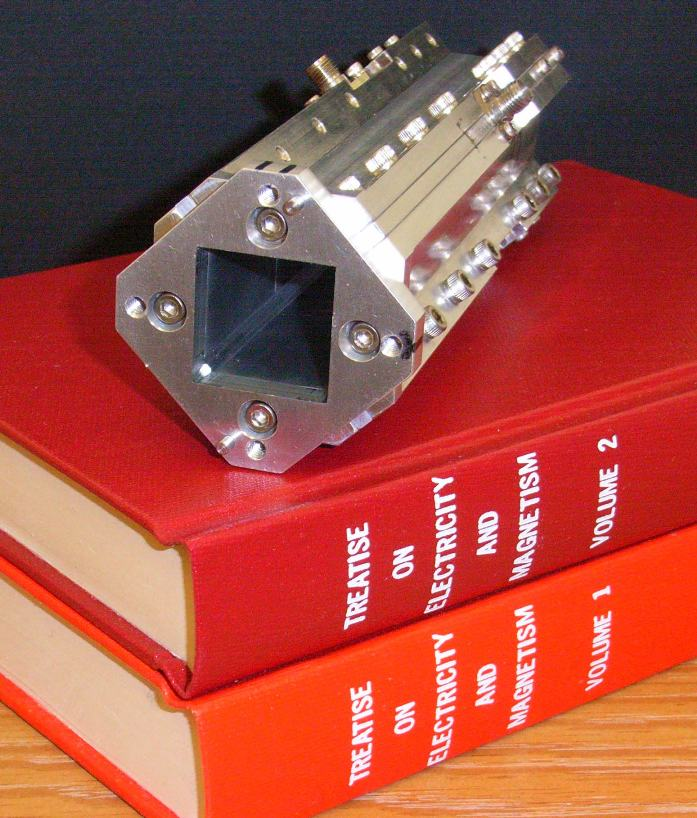 TREATISE
ON
ELECTRICITY
AND
MAGNETISM
VOLUME 2
TREATISE
ON
ELECTRICITY
AND
MAGNETISM
VOLUME 1